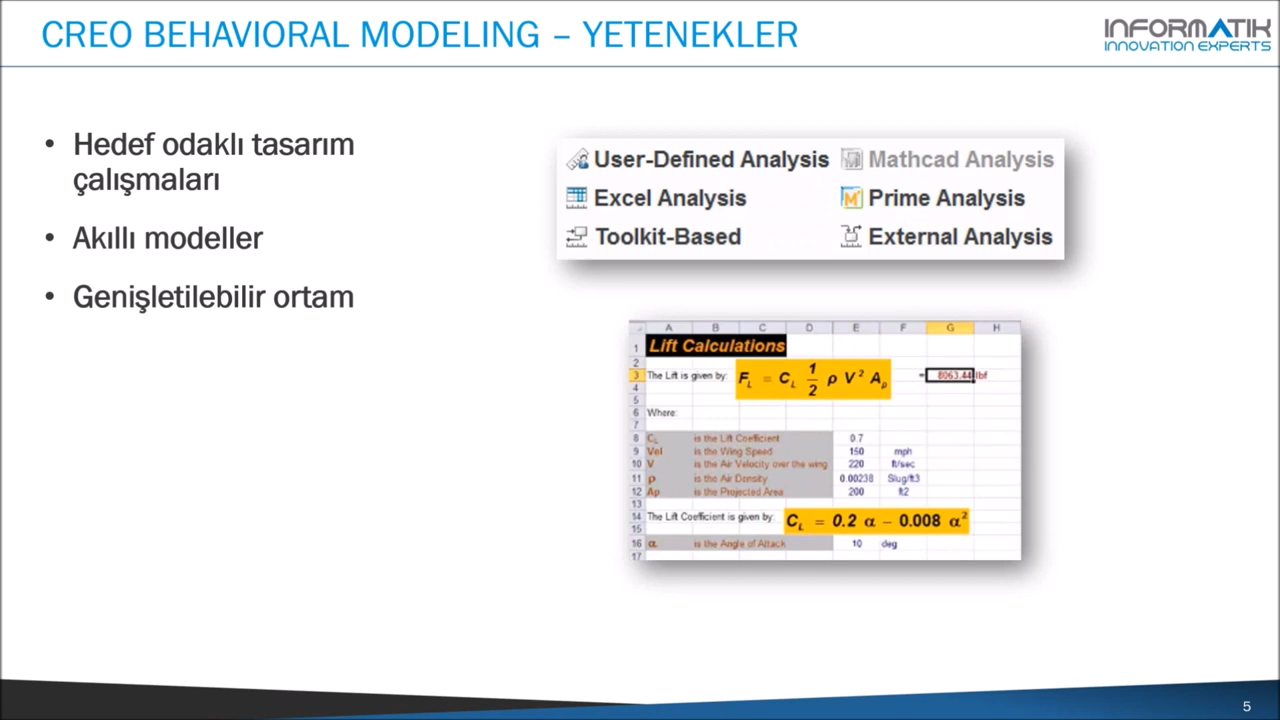 CREO BEHAVIORAL MODELING – YETENEKLER
INFORMATIK
INNOVATION EXPERTS
• Hedef odaklı tasarım
çalışmaları
• Akıllı modeller
• Genişletilebilir ortam
User-Defined Analysis Mathcad Analysis
Excel Analysis Prime Analysis
Toolkit-Based External Analysis
A B C D E F G H
1 Lift Calculations
2
3 The Lift is given by: F_L = C_L 1/2 ρ V² A_p = 8063.44 lbf
4
5
6 Where:
7
8 C_L is the Lift Coefficient 0.7
9 Vel is the Wing Speed 150 mph
10 V is the Air Velocity over the wing 220 ft/sec
11 ρ is the Air Density 0.00238 Slug/ft3
12 Ap is the Projected Area 200 ft2
13
14 The Lift Coefficient is given by: C_L = 0.2 α – 0.008 α²
15
16 α is the Angle of Attack 10 deg
17
5